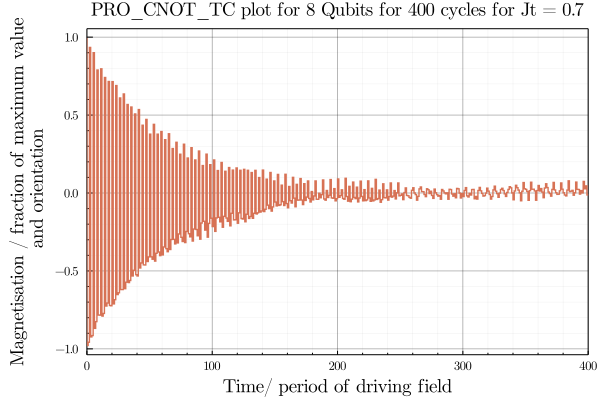 PRO_CNOT_TC plot for 8 Qubits for 400 cycles for Jt = 0.7
Magnetisation / fraction of maximum value
and orientation
1.0
0.5
0.0
−0.5
−1.0
0
100
200
300
400
Time/ period of driving field